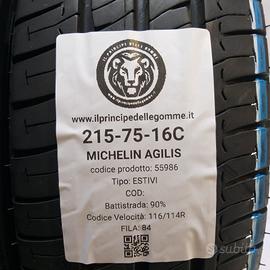 IL PRINCIPE DELLE GOMME
www.ilprincipedellegomme.it
215-75-16C
MICHELIN AGILIS
codice prodotto: 55986
Tipo: ESTIVI
COD:
Battistrada: 90%
Codice Velocità: 116/114R
FILA: 84
subito